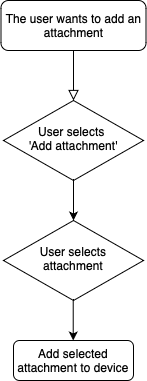 The user wants to add an
attachment
User selects
'Add attachment'
User selects
attachment
Add selected
attachment to device